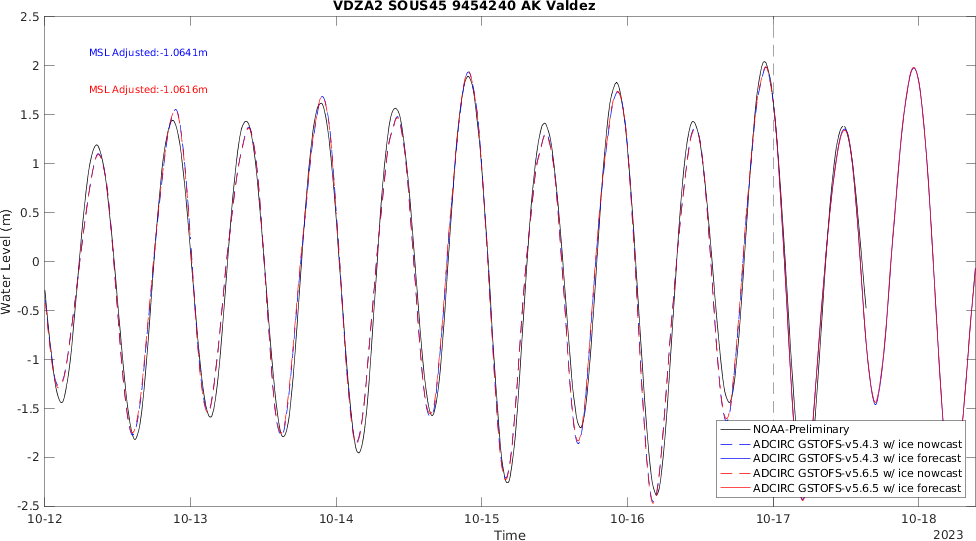 VDZA2 SOUS45 9454240 AK Valdez
MSL Adjusted:-1.0641m
MSL Adjusted:-1.0616m
Water Level (m)
2.5
2
1.5
1
0.5
0
-0.5
-1
-1.5
-2
-2.5
NOAA-Preliminary
ADCIRC GSTOFS-v5.4.3 w/ ice nowcast
ADCIRC GSTOFS-v5.4.3 w/ ice forecast
ADCIRC GSTOFS-v5.6.5 w/ ice nowcast
ADCIRC GSTOFS-v5.6.5 w/ ice forecast
10-12 10-13 10-14 10-15 10-16 10-17 10-18
Time
2023